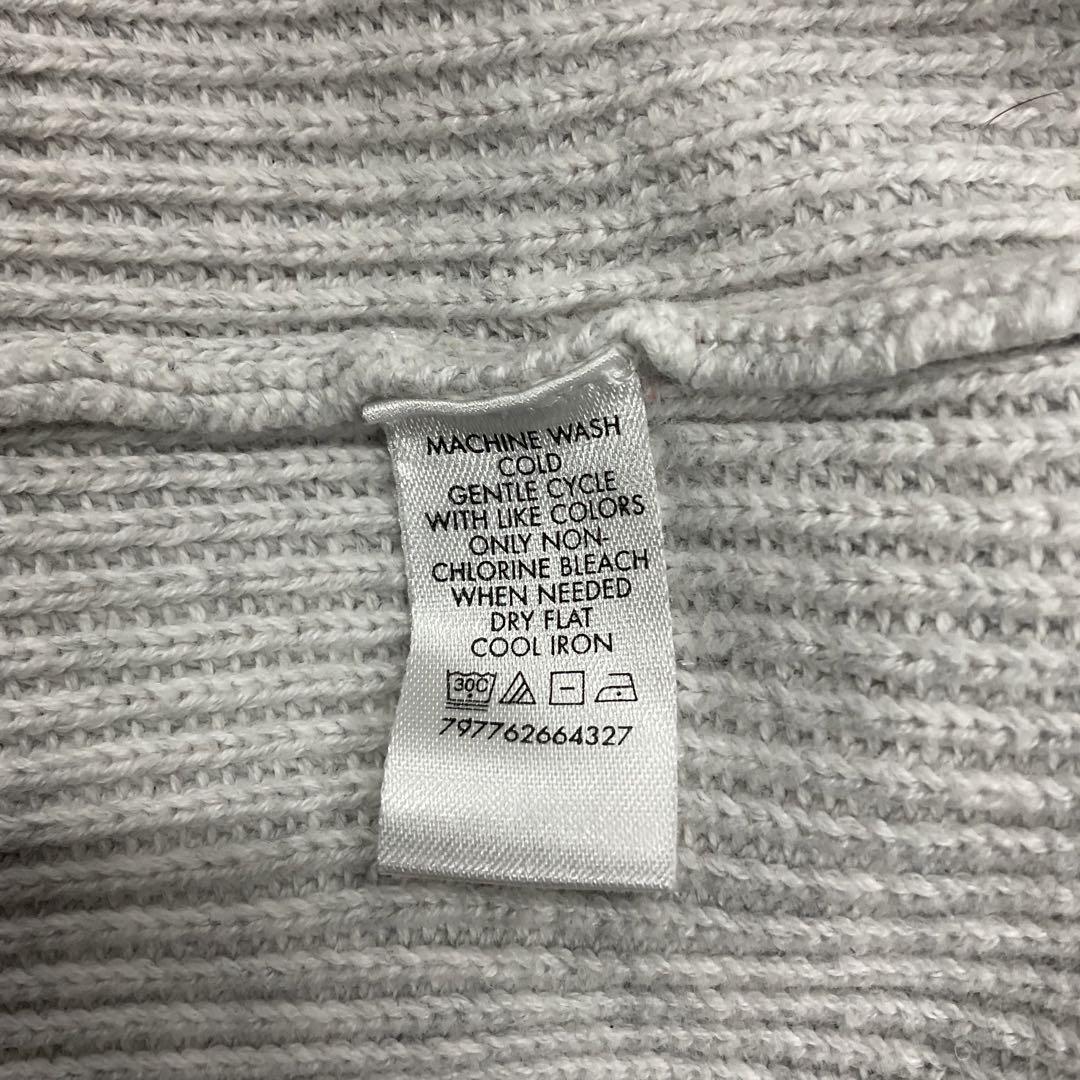 MACHINE WASH
COLD
GENTLE CYCLE
WITH LIKE COLORS
ONLY NON-
CHLORINE BLEACH
WHEN NEEDED
DRY FLAT
COOL IRON
30C
797762664327